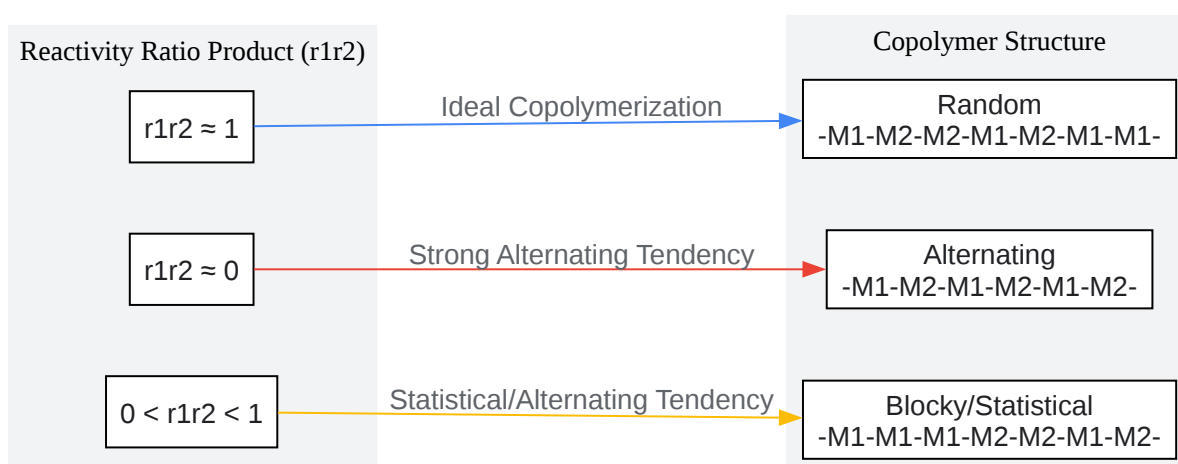 Reactivity Ratio Product (r1r2)
Copolymer Structure
r1r2 ≈ 1
Ideal Copolymerization
Random
-M1-M2-M2-M1-M2-M1-M1-
r1r2 ≈ 0
Strong Alternating Tendency
Alternating
-M1-M2-M1-M2-M1-M2-
0 < r1r2 < 1
Statistical/Alternating Tendency
Blocky/Statistical
-M1-M1-M1-M2-M2-M1-M2-